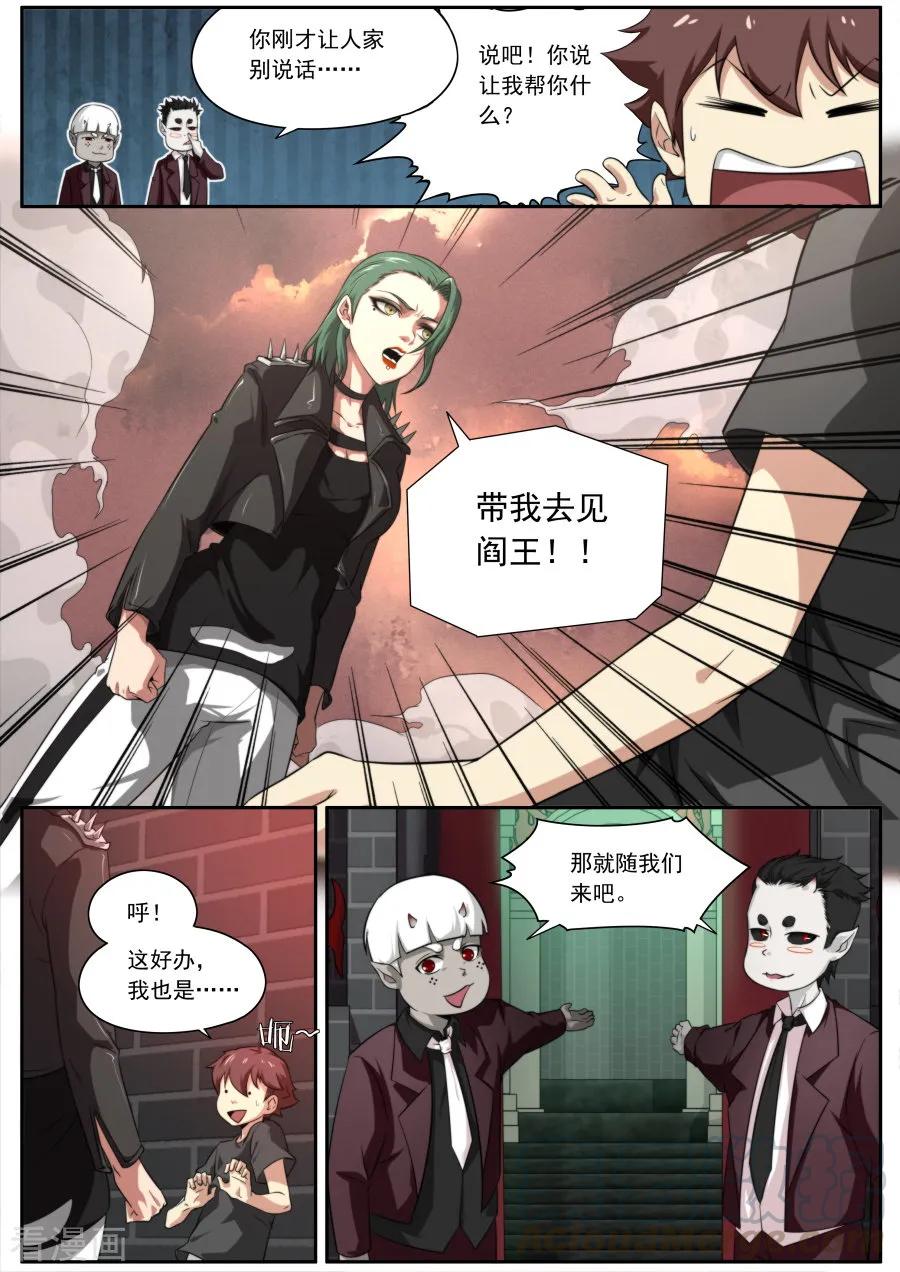 你刚才让人家
别说话……
说吧！你说
让我帮你什
么？
带我去见
阎王！！
呼！
这好办，
我也是……
呃～
那就随我们
来吧。
看漫画